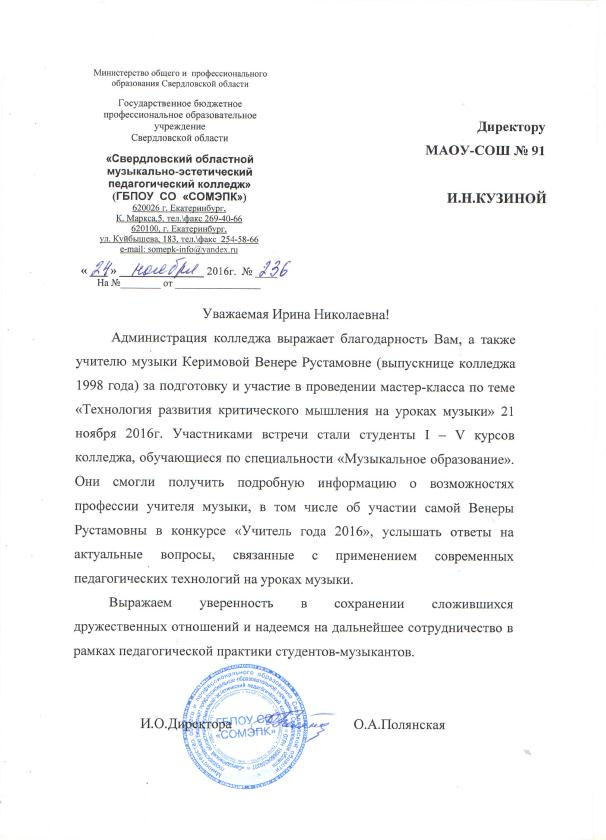 Министерство общего и  профессионального
образования Свердловской области
Государственное бюджетное
профессиональное образовательное
учреждение
Свердловской области
«Свердловский областной
музыкально-эстетический
педагогический колледж»
(ГБПОУ  СО  «СОМЭПК»)
620026 г. Екатеринбург,
К. Маркса,5, тел.\факс 269-40-66
620100, г. Екатеринбург,
ул. Куйбышева, 183, тел.\факс  254-58-66
e-mail: somepk-info@yandex.ru
« 24 » ноября 2016г.  № 236
На №________ от ________________
Директору
МАОУ-СОШ № 91
И.Н.КУЗИНОЙ
Уважаемая Ирина Николаевна!
Администрация колледжа выражает благодарность Вам, а также
учителю музыки Керимовой Венере Рустамовне (выпускнице колледжа
1998 года) за подготовку и участие в проведении мастер-класса по теме
«Технология развития критического мышления на уроках музыки» 21
ноября 2016г. Участниками встречи стали студенты I – V курсов
колледжа, обучающиеся по специальности «Музыкальное образование».
Они смогли получить подробную информацию о возможностях
профессии учителя музыки, в том числе об участии самой Венеры
Рустамовны в конкурсе «Учитель года 2016», услышать ответы на
актуальные вопросы, связанные с применением современных
педагогических технологий на уроках музыки.
Выражаем уверенность в сохранении сложившихся
дружественных отношений и надеемся на дальнейшее сотрудничество в
рамках педагогической практики студентов-музыкантов.
И.О.Директора О.А.Полянская
ГБПОУ СО
«СОМЭПК»